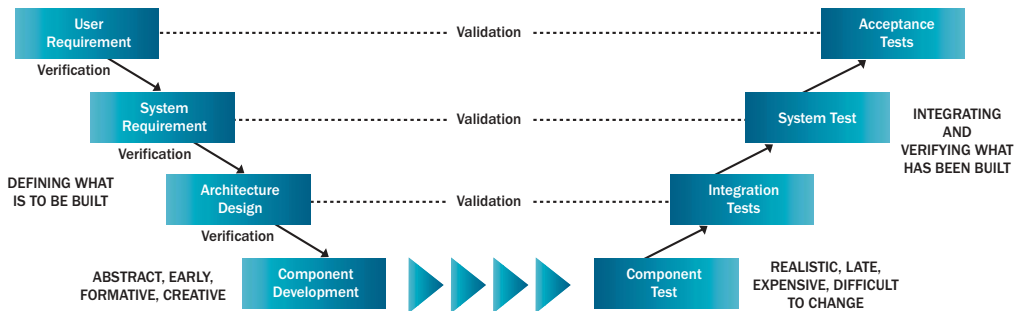 User
Requirement
Validation
Acceptance
Tests
Verification
System
Requirement
Validation
System Test
INTEGRATING
AND
VERIFYING WHAT
HAS BEEN BUILT
Verification
DEFINING WHAT
IS TO BE BUILT
Architecture
Design
Validation
Integration
Tests
Verification
ABSTRACT, EARLY,
FORMATIVE, CREATIVE
Component
Development
Component
Test
REALISTIC, LATE,
EXPENSIVE, DIFFICULT
TO CHANGE